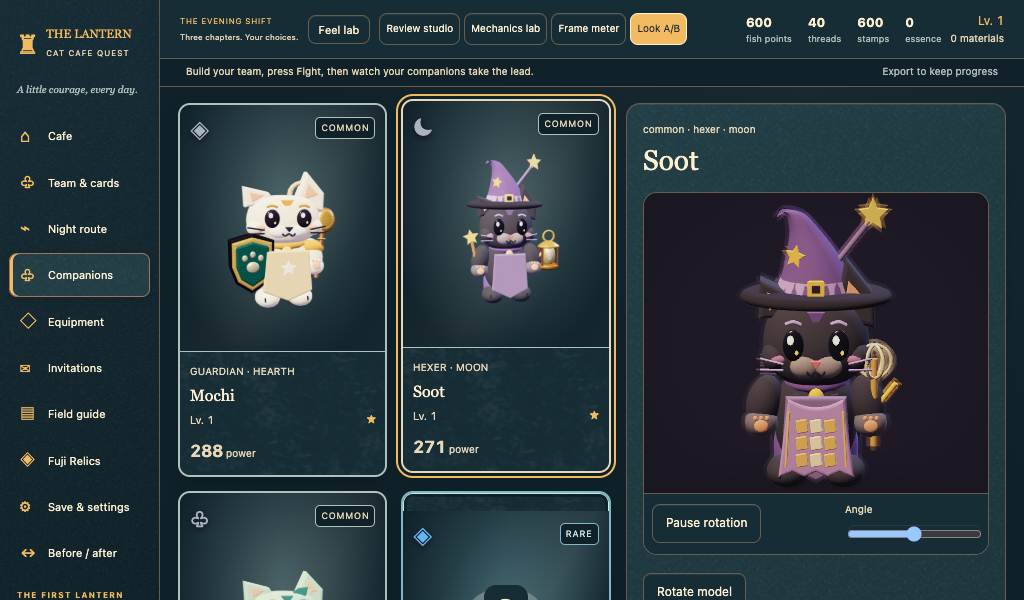 THE LANTERN
CAT CAFE QUEST
A little courage, every day.
Cafe
Team & cards
Night route
Companions
Equipment
Invitations
Field guide
Fuji Relics
Save & settings
Before / after
THE FIRST LANTERN
THE EVENING SHIFT
Three chapters. Your choices.
Feel lab
Review studio
Mechanics lab
Frame meter
Look A/B
600
fish points
40
threads
600
stamps
0
essence
Lv. 1
0 materials
Build your team, press Fight, then watch your companions take the lead.
Export to keep progress
COMMON
GUARDIAN · HEARTH
Mochi
Lv. 1
288 power
COMMON
HEXER · MOON
Soot
Lv. 1
271 power
COMMON
RARE
common · hexer · moon
Soot
Pause rotation
Angle
Rotate model